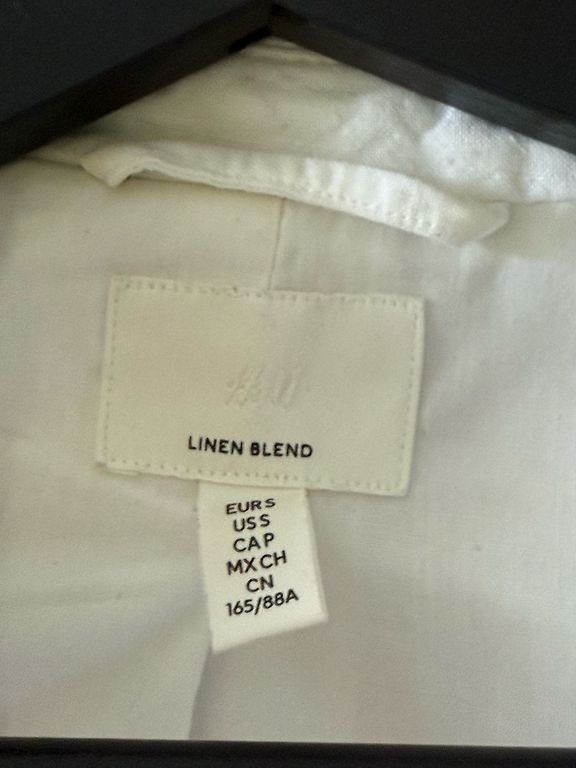 H&M
LINEN BLEND
EUR S
US S
CA P
MX CH
CN
165/88A